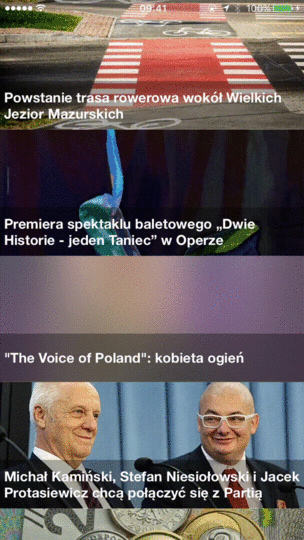 09:41
100%
Powstanie trasa rowerowa wokół Wielkich
Jezior Mazurskich
Premiera spektaklu baletowego „Dwie
Historie - jeden Taniec” w Operze
"The Voice of Poland": kobieta ogień
Michał Kamiński, Stefan Niesiołowski i Jacek
Protasiewicz chcą połączyć się z Partią
2